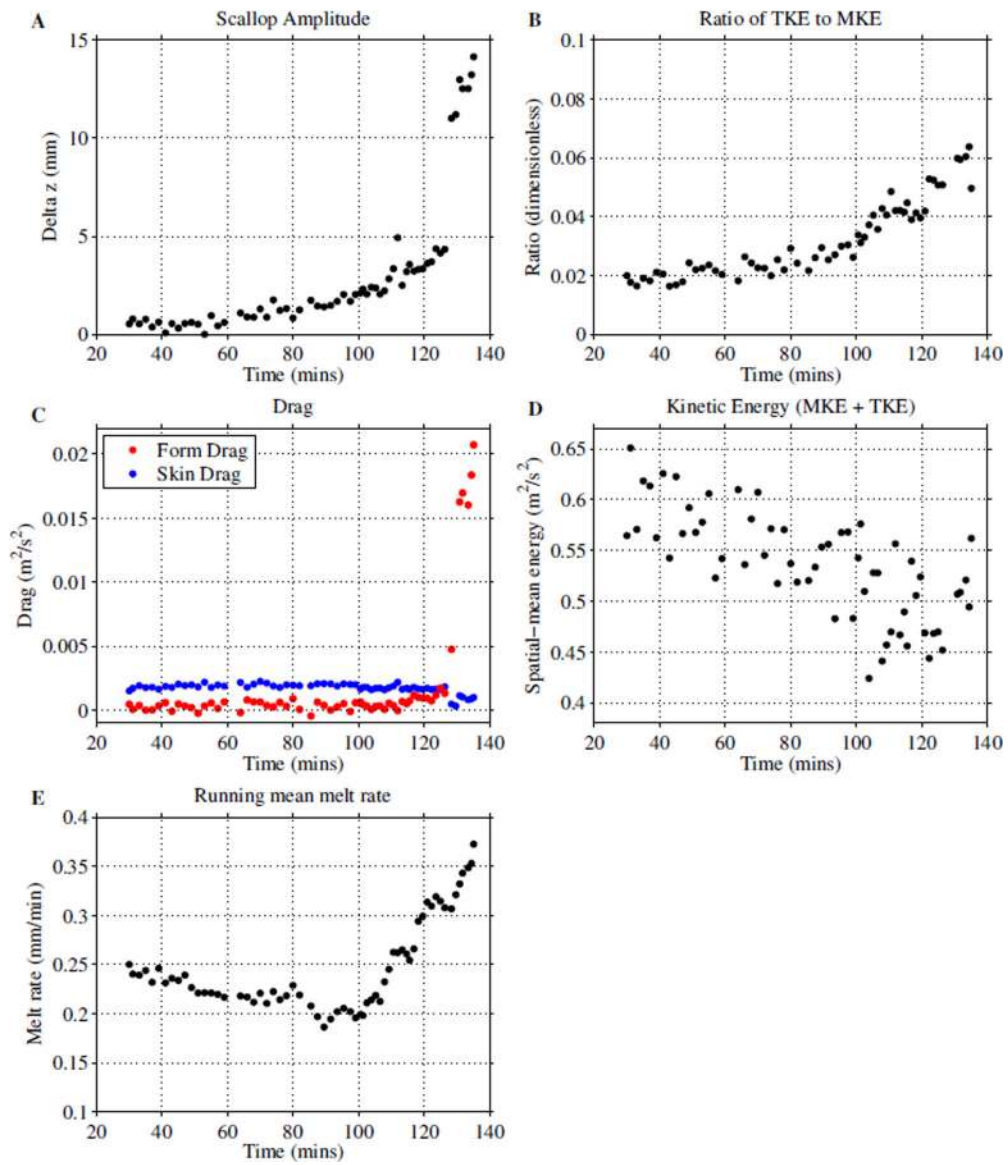 A
Scallop Amplitude
15
10
5
0
Delta z (mm)
20 40 60 80 100 120 140
Time (mins)
B
Ratio of TKE to MKE
0.1
0.08
0.06
0.04
0.02
0
Ratio (dimensionless)
20 40 60 80 100 120 140
Time (mins)
C
Drag
Form Drag
Skin Drag
0.02
0.015
0.01
0.005
0
Drag (m²/s²)
20 40 60 80 100 120 140
Time (mins)
D
Kinetic Energy (MKE + TKE)
0.65
0.6
0.55
0.5
0.45
0.4
Spatial−mean energy (m²/s²)
20 40 60 80 100 120 140
Time (mins)
E
Running mean melt rate
0.4
0.35
0.3
0.25
0.2
0.15
0.1
Melt rate (mm/min)
20 40 60 80 100 120 140
Time (mins)